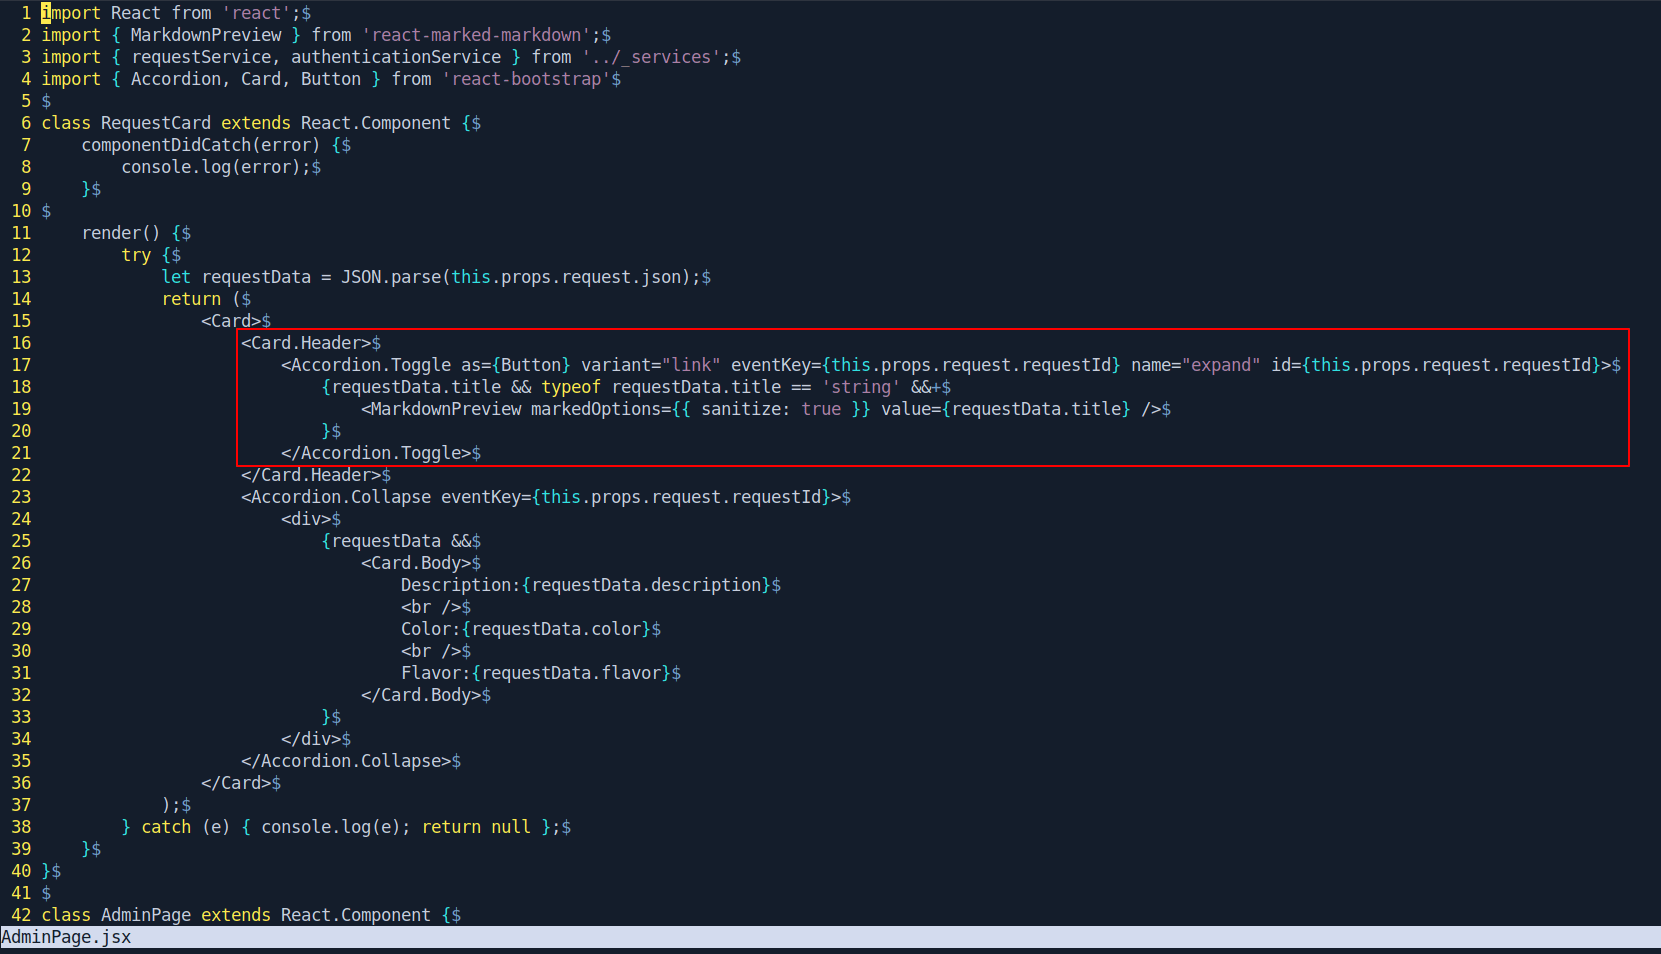 1 import React from 'react';$
2 import { MarkdownPreview } from 'react-marked-markdown';$
3 import { requestService, authenticationService } from '../_services';$
4 import { Accordion, Card, Button } from 'react-bootstrap'$
5 $
6 class RequestCard extends React.Component {$
7     componentDidCatch(error) {$
8         console.log(error);$
9     }$
10 $
11     render() {$
12         try {$
13             let requestData = JSON.parse(this.props.request.json);$
14             return ($
15                 <Card>$
16                     <Card.Header>$
17                         <Accordion.Toggle as={Button} variant="link" eventKey={this.props.request.requestId} name="expand" id={this.props.request.requestId}>$
18                             {requestData.title && typeof requestData.title == 'string' &&+$
19                                 <MarkdownPreview markedOptions={{ sanitize: true }} value={requestData.title} />$
20                             }$
21                         </Accordion.Toggle>$
22                     </Card.Header>$
23                     <Accordion.Collapse eventKey={this.props.request.requestId}>$
24                         <div>$
25                             {requestData &&$
26                                 <Card.Body>$
27                                     Description:{requestData.description}$
28                                     <br />$
29                                     Color:{requestData.color}$
30                                     <br />$
31                                     Flavor:{requestData.flavor}$
32                                 </Card.Body>$
33                             }$
34                         </div>$
35                     </Accordion.Collapse>$
36                 </Card>$
37             );$
38         } catch (e) { console.log(e); return null };$
39     }$
40 }$
41 $
42 class AdminPage extends React.Component {$
AdminPage.jsx